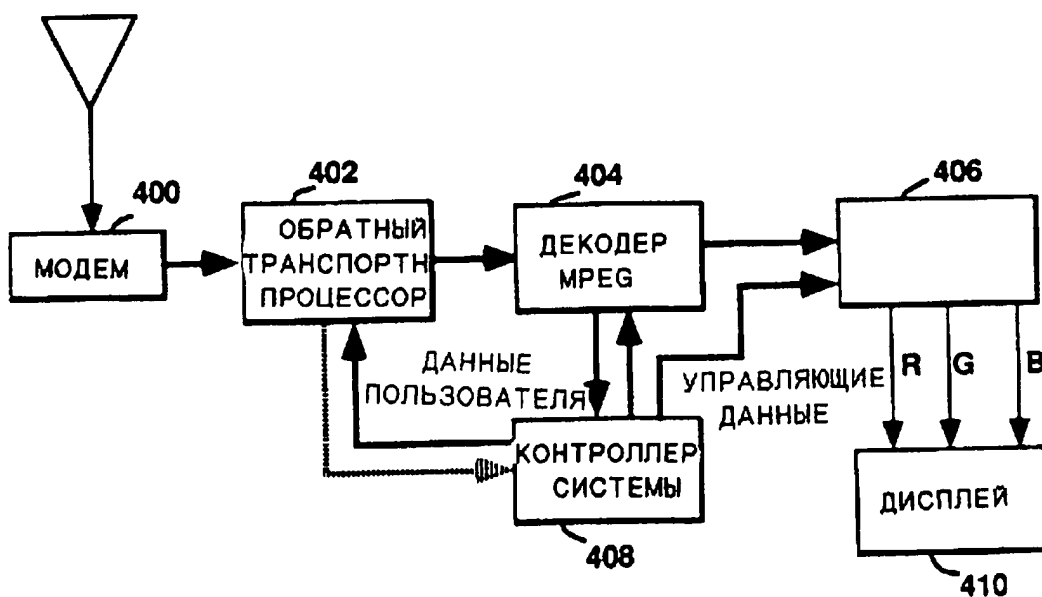 400
МОДЕМ
402
ОБРАТНЫЙ
ТРАНСПОРТН
ПРОЦЕССОР
404
ДЕКОДЕР
MPEG
406
ДАННЫЕ
ПОЛЬЗОВАТЕЛЯ
УПРАВЛЯЮЩИЕ
ДАННЫЕ
R
G
B
КОНТРОЛЛЕР
СИСТЕМЫ
408
ДИСПЛЕЙ
410